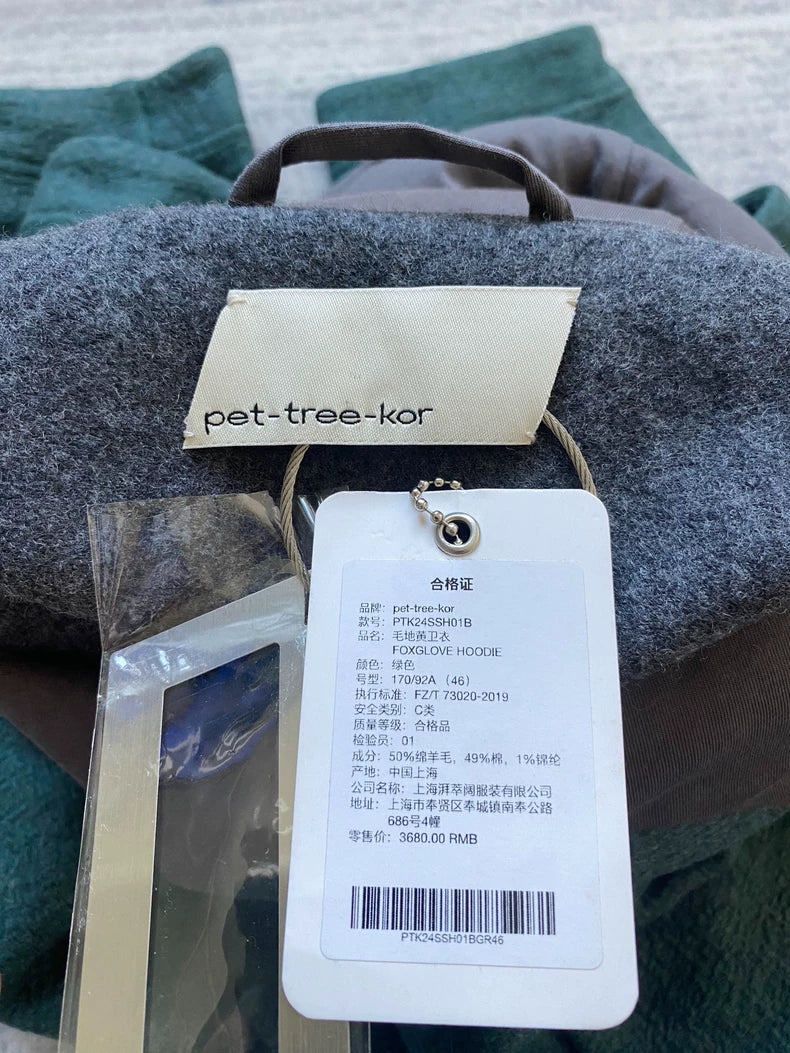 pet-tree-kor
合格证
品牌：pet-tree-kor
款号：PTK24SSH01B
品名：毛地茵卫衣
FOXGLOVE HOODIE
颜色：绿色
号型：170/92A （46）
执行标准：FZ/T 73020-2019
安全类别：C类
质量等级：合格品
检验员：01
成分：50%绵羊毛，49%棉，1%锦纶
产地：中国上海
公司名称：上海湃萃阔服装有限公司
地址：上海市奉贤区奉城镇南奉公路
686号4幢
零售价：3680.00 RMB
PTK24SSH01BGR46